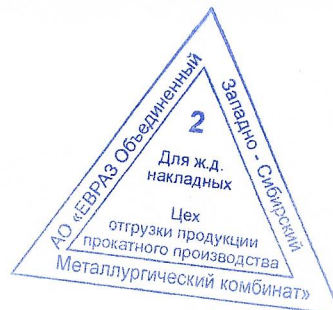 АО «ЕВРАЗ Объединенный
Западно - Сибирский
Металлургический комбинат»
2
Для ж.д.
накладных
Цех
отгрузки продукции
прокатного производства